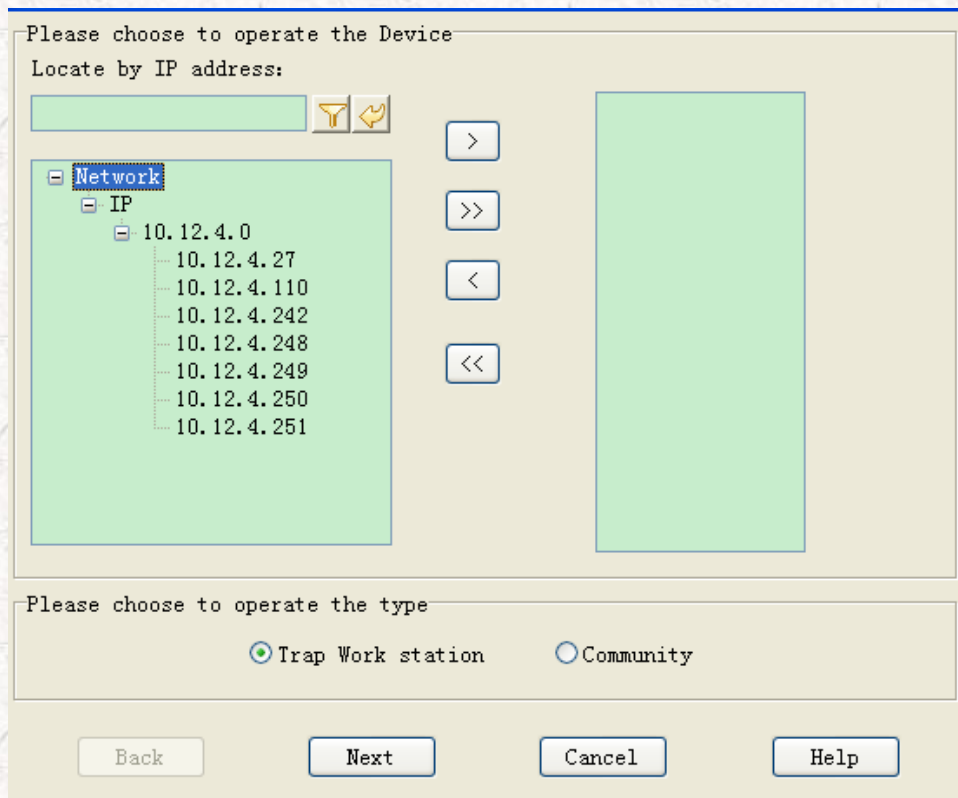 Please choose to operate the Device
Locate by IP address:
>
>>
<
<<
Network
IP
10.12.4.0
10.12.4.27
10.12.4.110
10.12.4.242
10.12.4.248
10.12.4.249
10.12.4.250
10.12.4.251
Please choose to operate the type
Trap Work station
Community
Back
Next
Cancel
Help